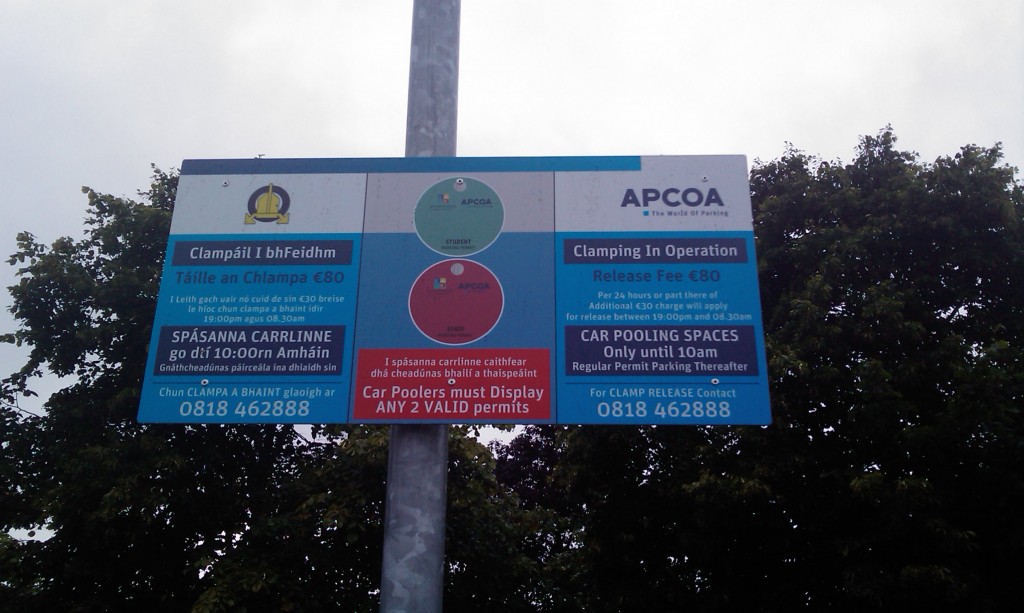 Clampáil I bhFeidhm
Táille an Chlampa €80
I Leith gach uair nó cuid de sin €30 breise
le híoc chun clampa a bhaint idir
19:00pm agus 08.30am
SPÁSANNA CARRLINNE
go dtí 10:00rn Amháin
Gnáthcheadúnas páirceála ina dhiaidh sin
Chun CLAMPA A BHAINT glaoigh ar
0818 462888
APCOA
STUDENT
APCOA
STAFF
I spásanna carrlinne caithfear
dhá cheadúnas bhailí a thaispeáint
Car Poolers must Display
ANY 2 VALID permits
APCOA
The World Of Parking
Clamping In Operation
Release Fee €80
Per 24 hours or part there of
Additional €30 charge will apply
for release between 19:00pm and 08.30am
CAR POOLING SPACES
Only until 10am
Regular Permit Parking Thereafter
For CLAMP RELEASE Contact
0818 462888